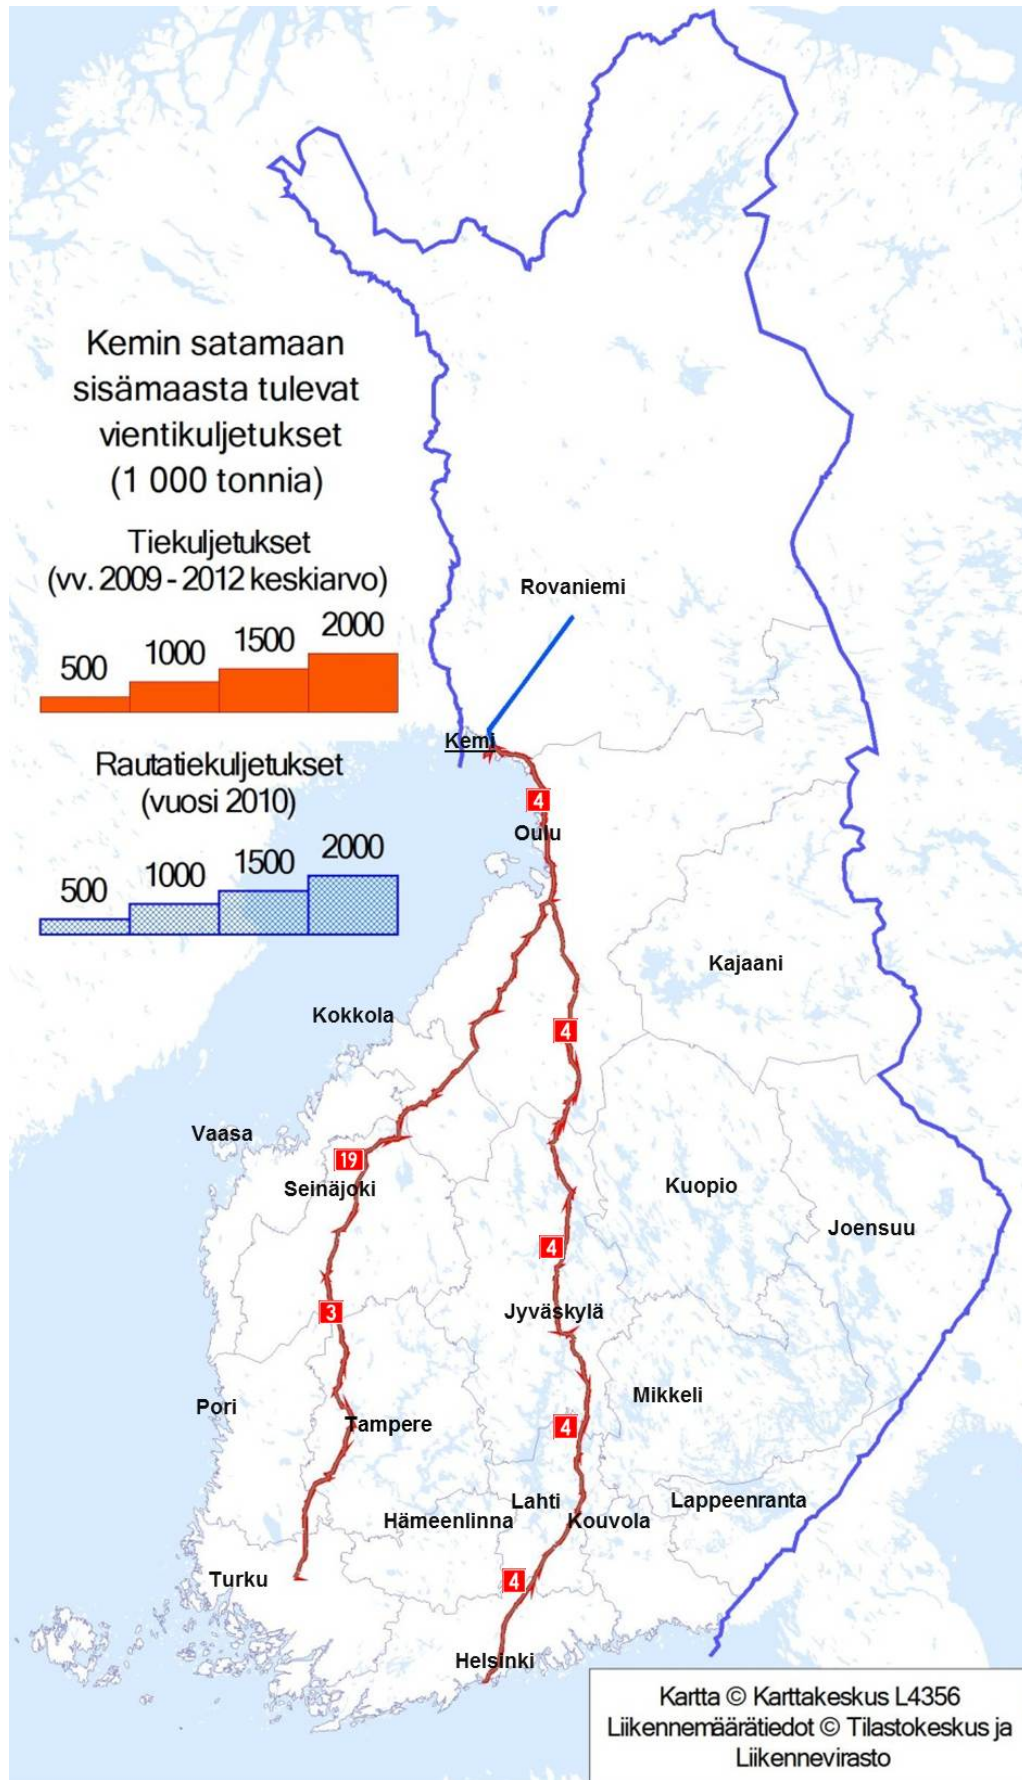 Kemin satamaan
sisämaasta tulevat
vientikuljetukset
(1 000 tonnia)
Tiekuljetukset
(vv. 2009 - 2012 keskiarvo)
500 1000 1500 2000
Rautatiekuljetukset
(vuosi 2010)
500 1000 1500 2000
Rovaniemi
Kemi
4
Oulu
Kajaani
Kokkola
4
Vaasa
19
Seinäjoki
Kuopio
Joensuu
4
3
Jyväskylä
Mikkeli
Pori
Tampere
4
Lahti
Lappeenranta
Hämeenlinna
Kouvola
Turku
4
Helsinki
Kartta © Karttakeskus L4356
Liikennemäärätiedot © Tilastokeskus ja
Liikennevirasto